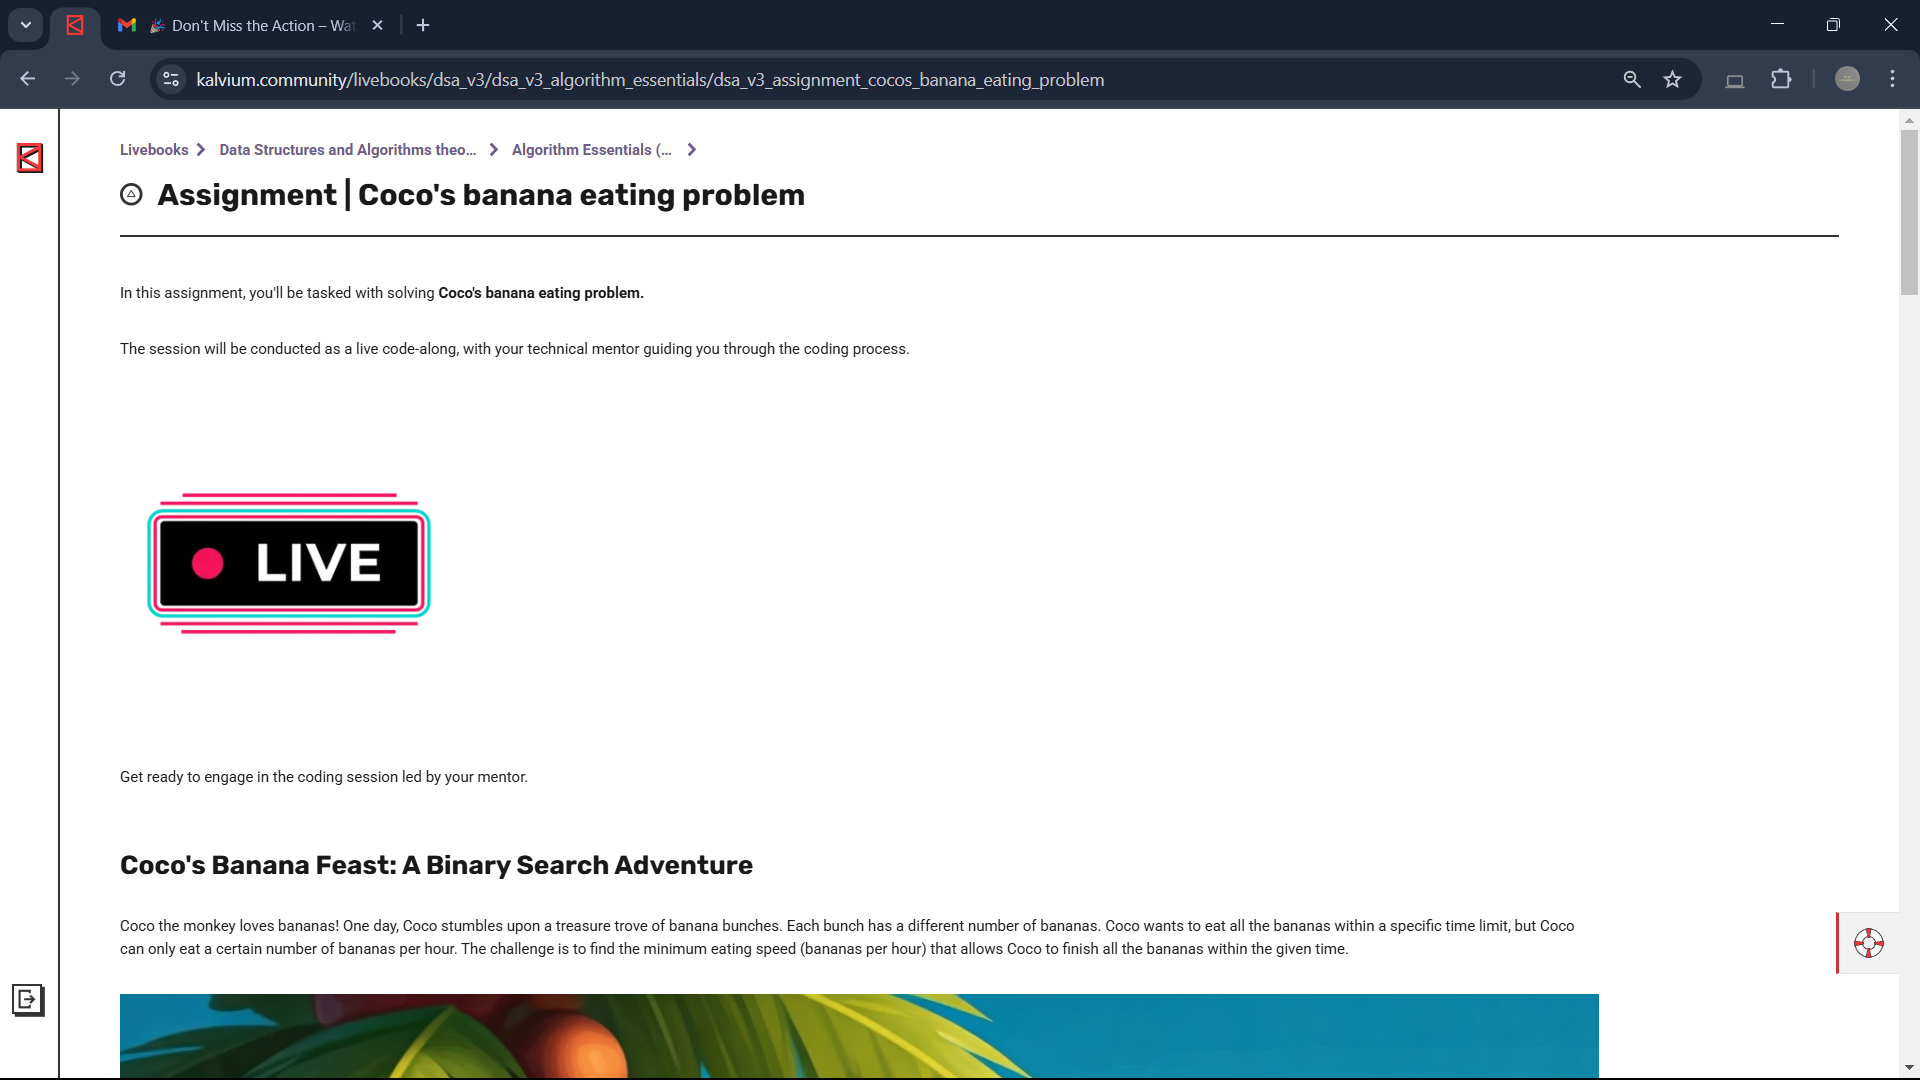 Don't Miss the Action – Wat
kalvium.community/livebooks/dsa_v3/dsa_v3_algorithm_essentials/dsa_v3_assignment_cocos_banana_eating_problem
Livebooks
Data Structures and Algorithms theo...
Algorithm Essentials (...
Assignment | Coco's banana eating problem
In this assignment, you'll be tasked with solving Coco's banana eating problem.
The session will be conducted as a live code-along, with your technical mentor guiding you through the coding process.
LIVE
Get ready to engage in the coding session led by your mentor.
Coco's Banana Feast: A Binary Search Adventure
Coco the monkey loves bananas! One day, Coco stumbles upon a treasure trove of banana bunches. Each bunch has a different number of bananas. Coco wants to eat all the bananas within a specific time limit, but Coco
can only eat a certain number of bananas per hour. The challenge is to find the minimum eating speed (bananas per hour) that allows Coco to finish all the bananas within the given time.